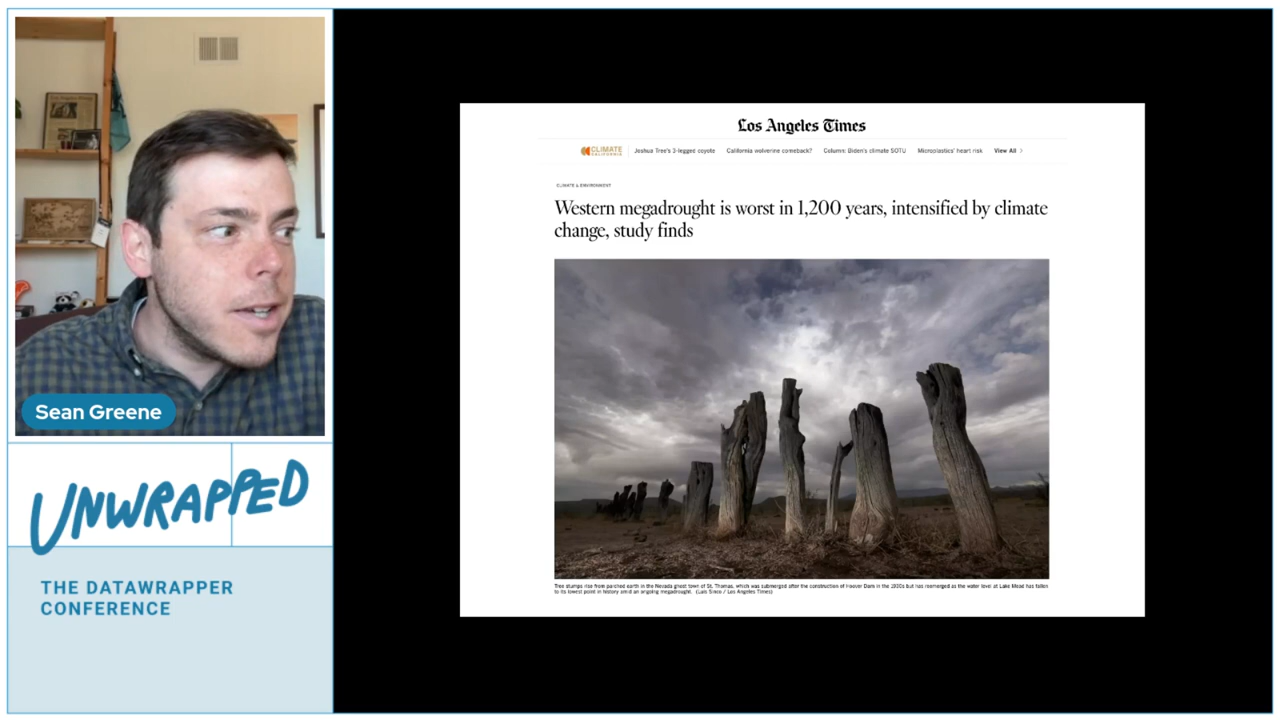 Sean Greene
UNWRAPPED
THE DATAWRAPPER
CONFERENCE
Los Angeles Times
CLIMATE
CALIFORNIA
Joshua Tree's 3-legged coyote
California wolverine comeback?
Column: Biden's climate SOTU
Microplastics' heart risk
View All
CLIMATE & ENVIRONMENT
Western megadrought is worst in 1,200 years, intensified by climate
change, study finds
Tree stumps rise from parched earth in the Nevada ghost town of St. Thomas, which was submerged after the construction of Hoover Dam in the 1930s but has reemerged as the water level at Lake Mead has fallen
to its lowest point in history amid an ongoing megadrought. (Luis Sinco / Los Angeles Times)